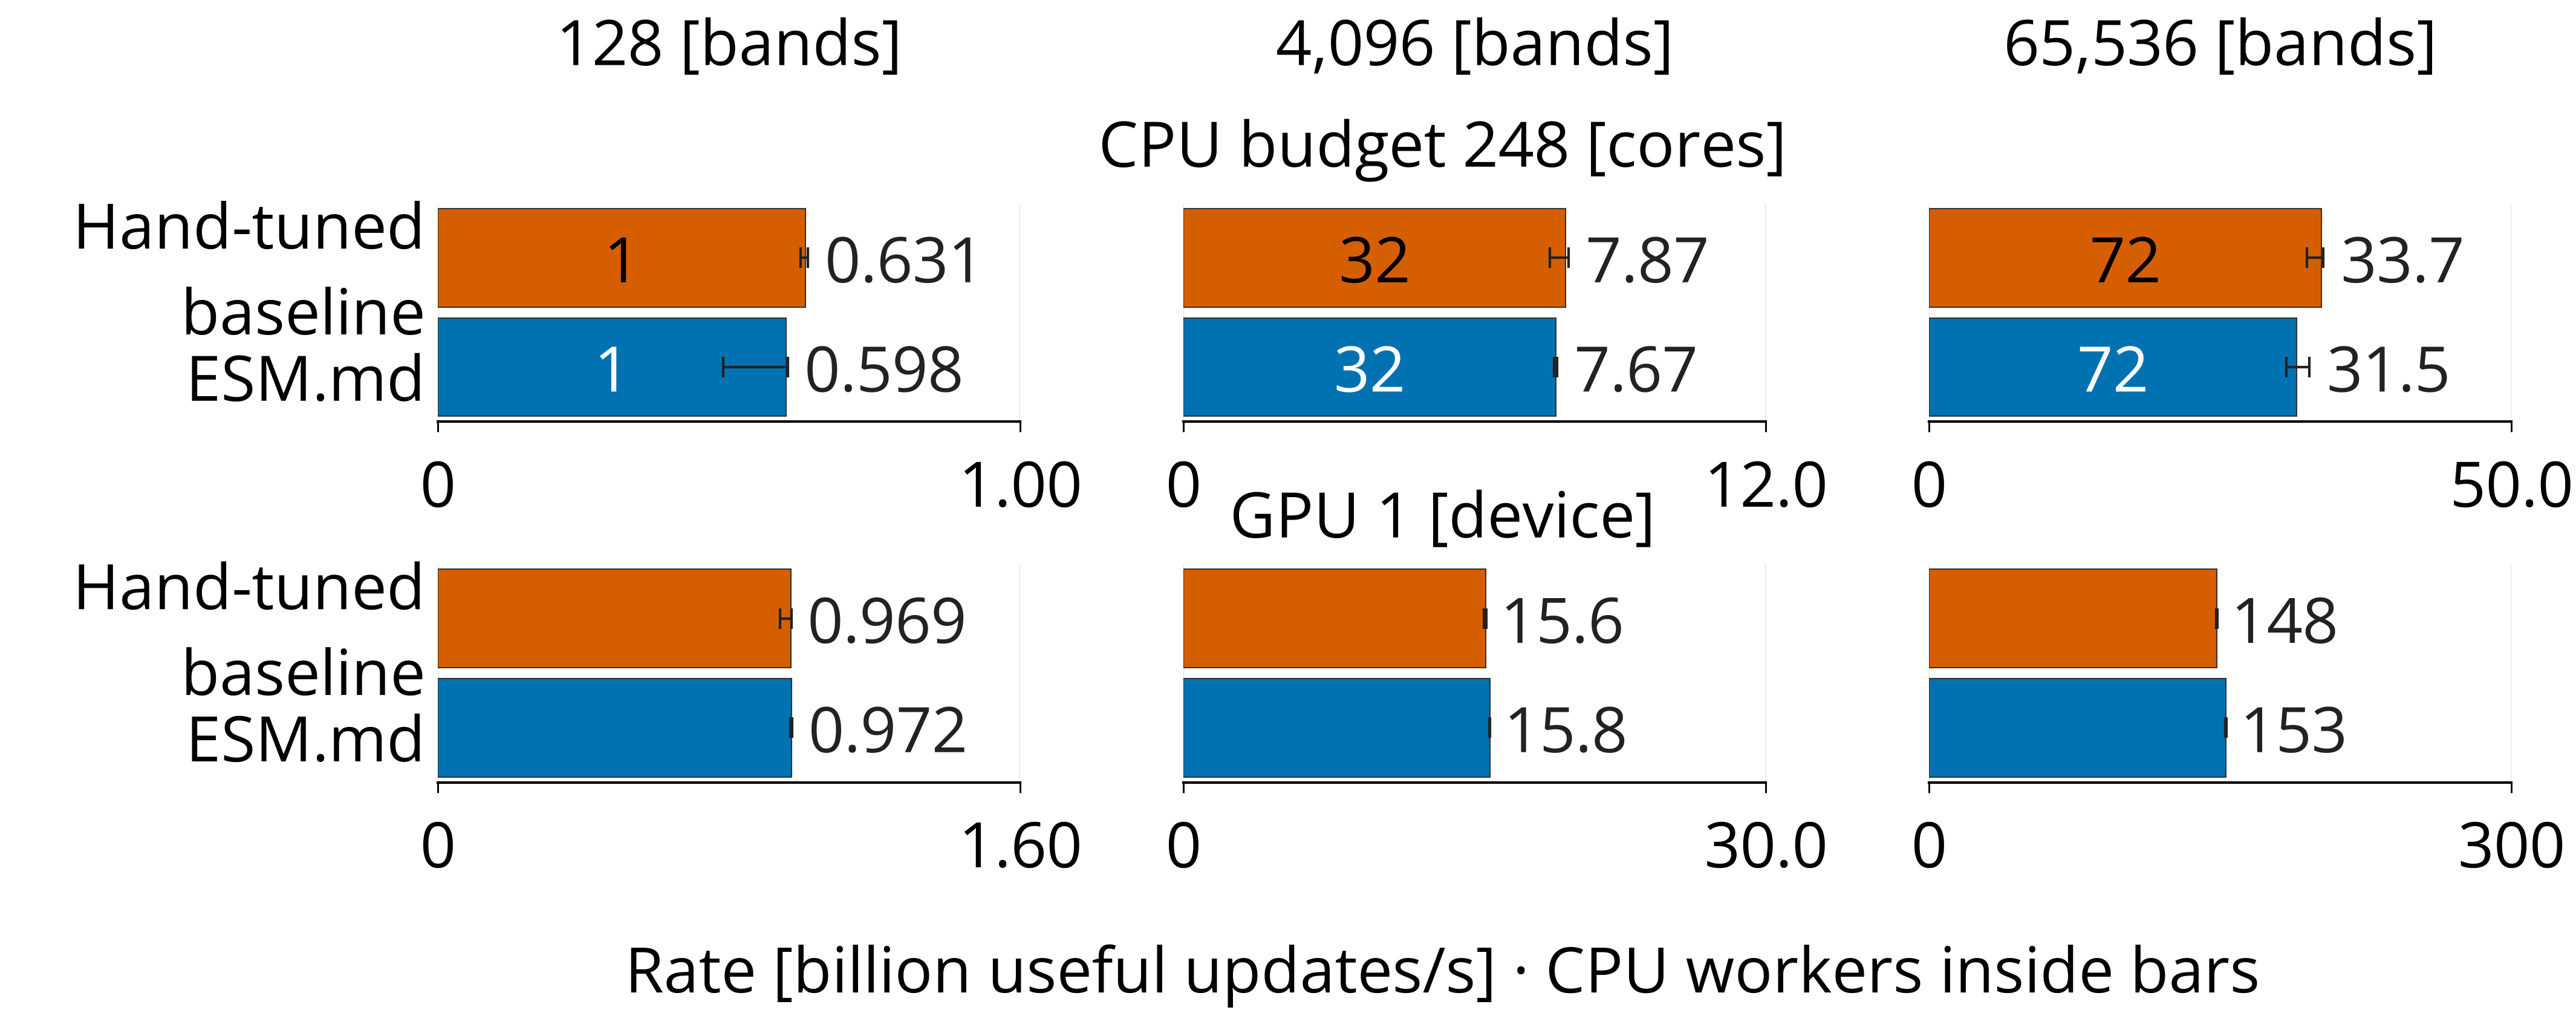 128 [bands]
4,096 [bands]
65,536 [bands]
CPU budget 248 [cores]
Hand-tuned
baseline
ESM.md
1
0.631
1
0.598
32
7.87
32
7.67
72
33.7
72
31.5
0
1.00
0
12.0
0
50.0
GPU 1 [device]
Hand-tuned
baseline
ESM.md
0.969
0.972
15.6
15.8
148
153
0
1.60
0
30.0
0
300
Rate [billion useful updates/s] · CPU workers inside bars